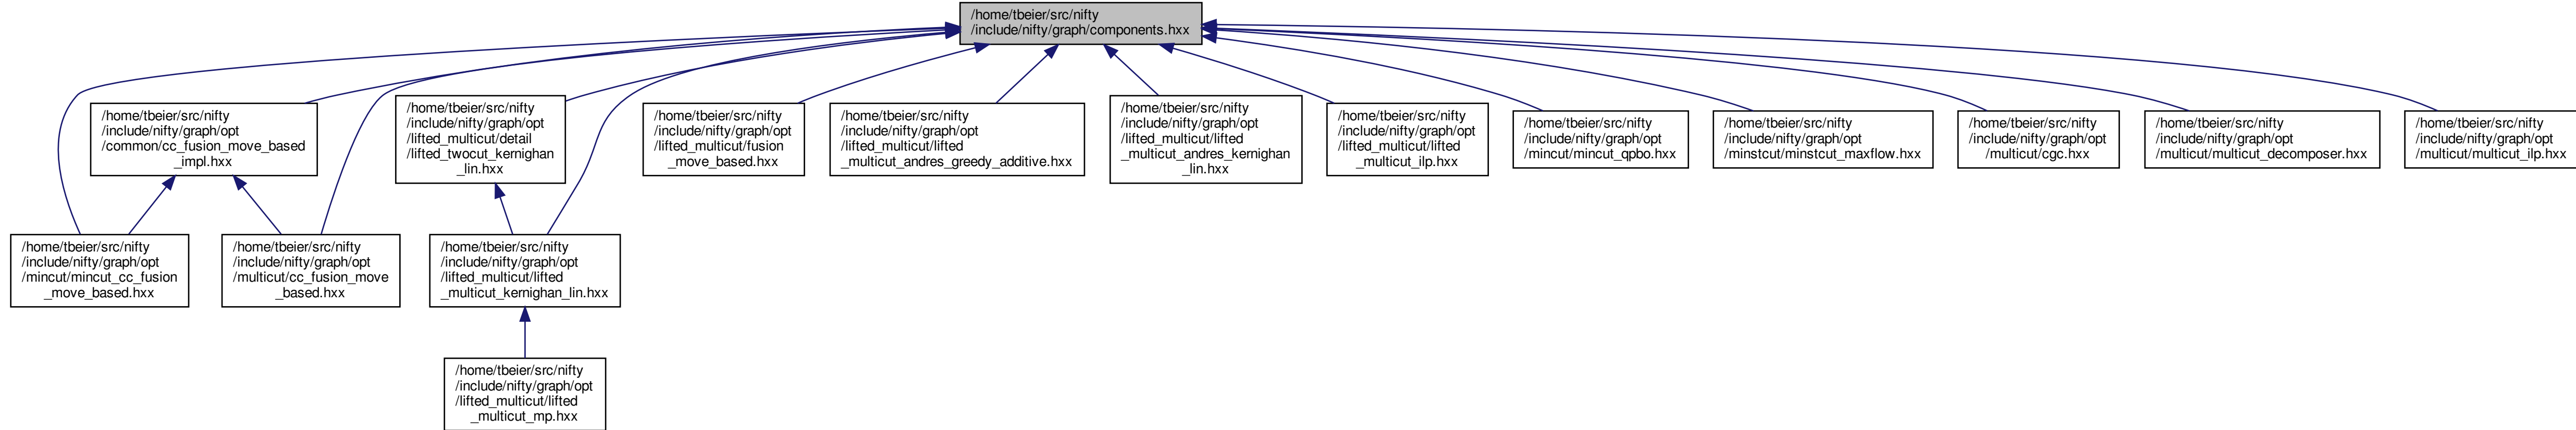 /home/tbeier/src/nifty
/include/nifty/graph/components.hxx
/home/tbeier/src/nifty
/include/nifty/graph/opt
/common/cc_fusion_move_based
_impl.hxx
/home/tbeier/src/nifty
/include/nifty/graph/opt
/lifted_multicut/detail
/lifted_twocut_kernighan
_lin.hxx
/home/tbeier/src/nifty
/include/nifty/graph/opt
/lifted_multicut/fusion
_move_based.hxx
/home/tbeier/src/nifty
/include/nifty/graph/opt
/lifted_multicut/lifted
_multicut_andres_greedy_additive.hxx
/home/tbeier/src/nifty
/include/nifty/graph/opt
/lifted_multicut/lifted
_multicut_andres_kernighan
_lin.hxx
/home/tbeier/src/nifty
/include/nifty/graph/opt
/lifted_multicut/lifted
_multicut_ilp.hxx
/home/tbeier/src/nifty
/include/nifty/graph/opt
/mincut/mincut_qpbo.hxx
/home/tbeier/src/nifty
/include/nifty/graph/opt
/minstcut/minstcut_maxflow.hxx
/home/tbeier/src/nifty
/include/nifty/graph/opt
/multicut/cgc.hxx
/home/tbeier/src/nifty
/include/nifty/graph/opt
/multicut/multicut_decomposer.hxx
/home/tbeier/src/nifty
/include/nifty/graph/opt
/multicut/multicut_ilp.hxx
/home/tbeier/src/nifty
/include/nifty/graph/opt
/mincut/mincut_cc_fusion
_move_based.hxx
/home/tbeier/src/nifty
/include/nifty/graph/opt
/multicut/cc_fusion_move
_based.hxx
/home/tbeier/src/nifty
/include/nifty/graph/opt
/lifted_multicut/lifted
_multicut_kernighan_lin.hxx
/home/tbeier/src/nifty
/include/nifty/graph/opt
/lifted_multicut/lifted
_multicut_mp.hxx